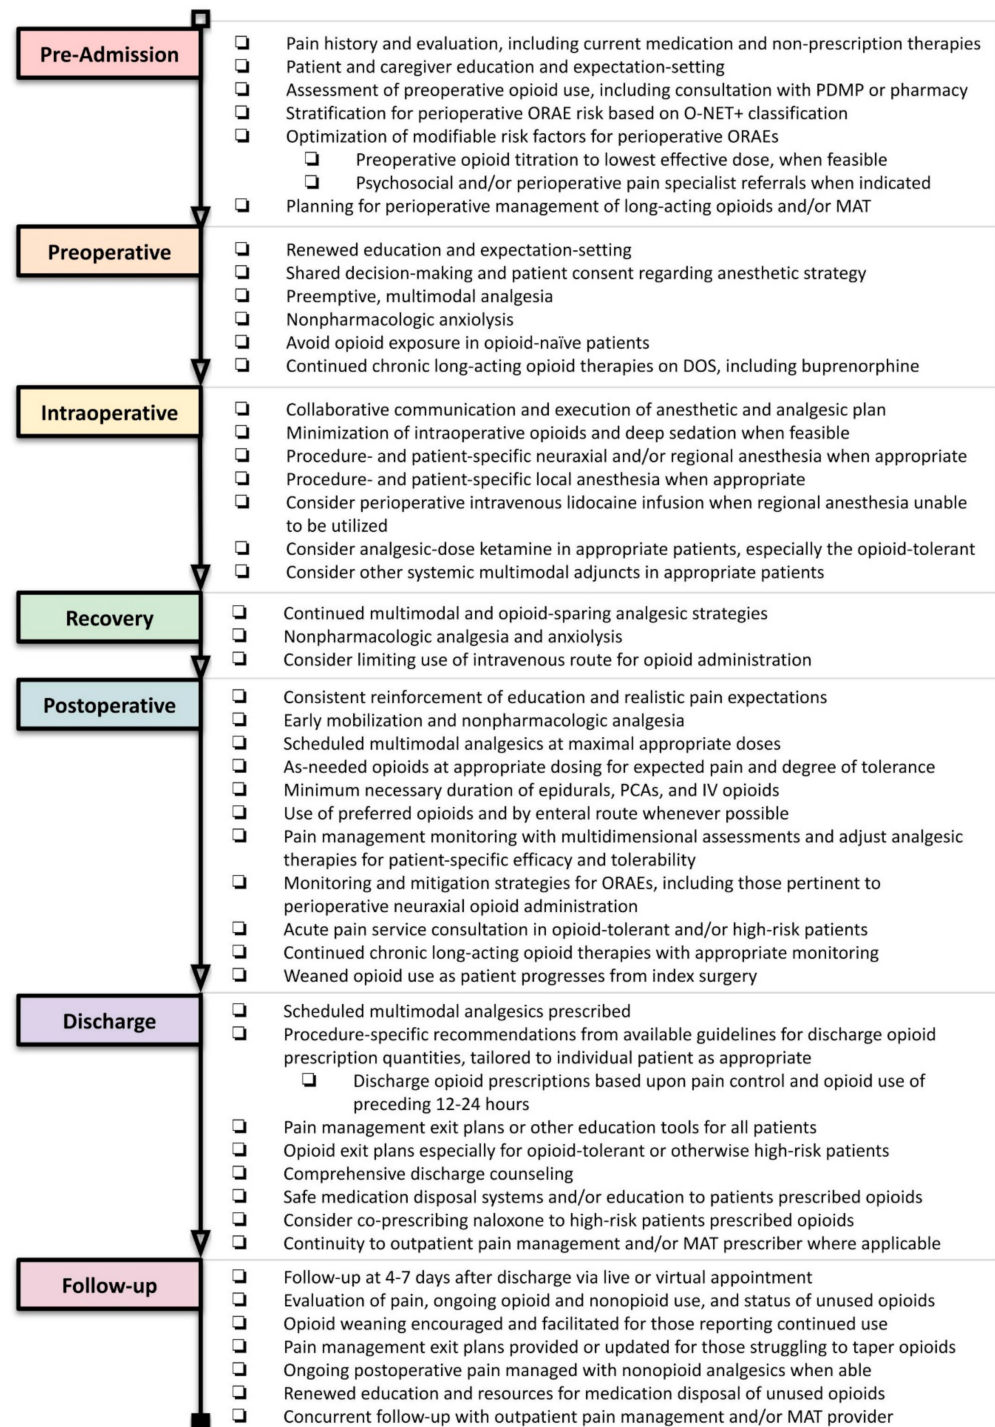 Pre-Admission
❏ Pain history and evaluation, including current medication and non-prescription therapies
❏ Patient and caregiver education and expectation-setting
❏ Assessment of preoperative opioid use, including consultation with PDMP or pharmacy
❏ Stratification for perioperative ORAE risk based on O-NET+ classification
❏ Optimization of modifiable risk factors for perioperative ORAEs
❏ Preoperative opioid titration to lowest effective dose, when feasible
❏ Psychosocial and/or perioperative pain specialist referrals when indicated
❏ Planning for perioperative management of long-acting opioids and/or MAT
Preoperative
❏ Renewed education and expectation-setting
❏ Shared decision-making and patient consent regarding anesthetic strategy
❏ Preemptive, multimodal analgesia
❏ Nonpharmacologic anxiolysis
❏ Avoid opioid exposure in opioid-naïve patients
❏ Continued chronic long-acting opioid therapies on DOS, including buprenorphine
Intraoperative
❏ Collaborative communication and execution of anesthetic and analgesic plan
❏ Minimization of intraoperative opioids and deep sedation when feasible
❏ Procedure- and patient-specific neuraxial and/or regional anesthesia when appropriate
❏ Procedure- and patient-specific local anesthesia when appropriate
❏ Consider perioperative intravenous lidocaine infusion when regional anesthesia unable
to be utilized
❏ Consider analgesic-dose ketamine in appropriate patients, especially the opioid-tolerant
❏ Consider other systemic multimodal adjuncts in appropriate patients
Recovery
❏ Continued multimodal and opioid-sparing analgesic strategies
❏ Nonpharmacologic analgesia and anxiolysis
❏ Consider limiting use of intravenous route for opioid administration
Postoperative
❏ Consistent reinforcement of education and realistic pain expectations
❏ Early mobilization and nonpharmacologic analgesia
❏ Scheduled multimodal analgesics at maximal appropriate doses
❏ As-needed opioids at appropriate dosing for expected pain and degree of tolerance
❏ Minimum necessary duration of epidurals, PCAs, and IV opioids
❏ Use of preferred opioids and by enteral route whenever possible
❏ Pain management monitoring with multidimensional assessments and adjust analgesic
therapies for patient-specific efficacy and tolerability
❏ Monitoring and mitigation strategies for ORAEs, including those pertinent to
perioperative neuraxial opioid administration
❏ Acute pain service consultation in opioid-tolerant and/or high-risk patients
❏ Continued chronic long-acting opioid therapies with appropriate monitoring
❏ Weaned opioid use as patient progresses from index surgery
Discharge
❏ Scheduled multimodal analgesics prescribed
❏ Procedure-specific recommendations from available guidelines for discharge opioid
prescription quantities, tailored to individual patient as appropriate
❏ Discharge opioid prescriptions based upon pain control and opioid use of
preceding 12-24 hours
❏ Pain management exit plans or other education tools for all patients
❏ Opioid exit plans especially for opioid-tolerant or otherwise high-risk patients
❏ Comprehensive discharge counseling
❏ Safe medication disposal systems and/or education to patients prescribed opioids
❏ Consider co-prescribing naloxone to high-risk patients prescribed opioids
❏ Continuity to outpatient pain management and/or MAT prescriber where applicable
Follow-up
❏ Follow-up at 4-7 days after discharge via live or virtual appointment
❏ Evaluation of pain, ongoing opioid and nonopioid use, and status of unused opioids
❏ Opioid weaning encouraged and facilitated for those reporting continued use
❏ Pain management exit plans provided or updated for those struggling to taper opioids
❏ Ongoing postoperative pain managed with nonopioid analgesics when able
❏ Renewed education and resources for medication disposal of unused opioids
❏ Concurrent follow-up with outpatient pain management and/or MAT provider